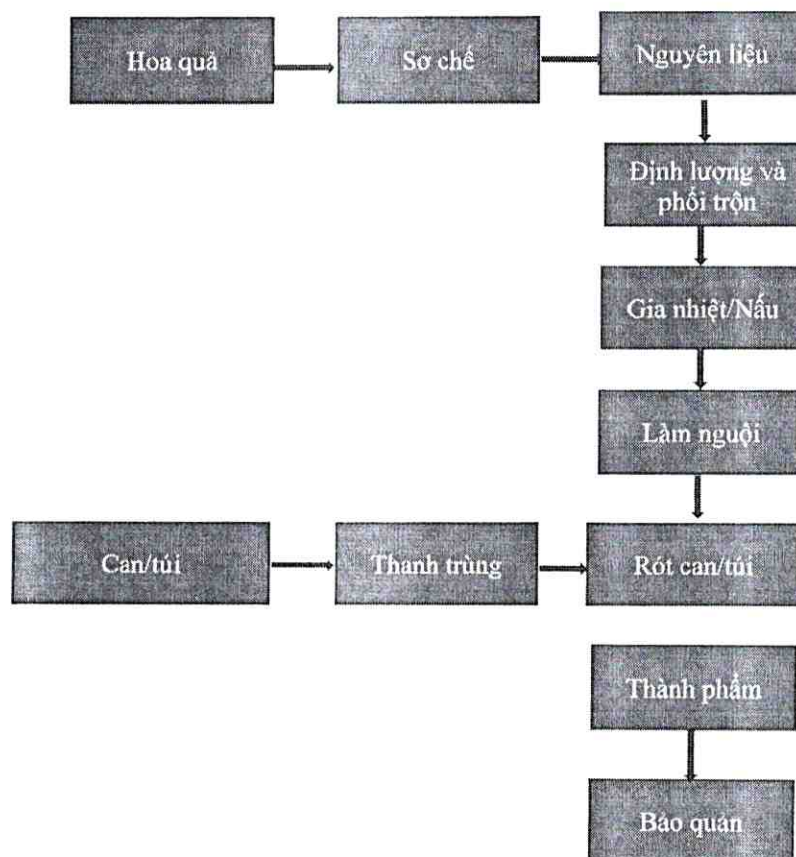 Hoa quả
Sơ chế
Nguyên liệu
Định lượng và
phối trộn
Gia nhiệt/Nấu
Làm nguội
Can/túi
Thanh trùng
Rót can/túi
Thành phẩm
Bảo quản